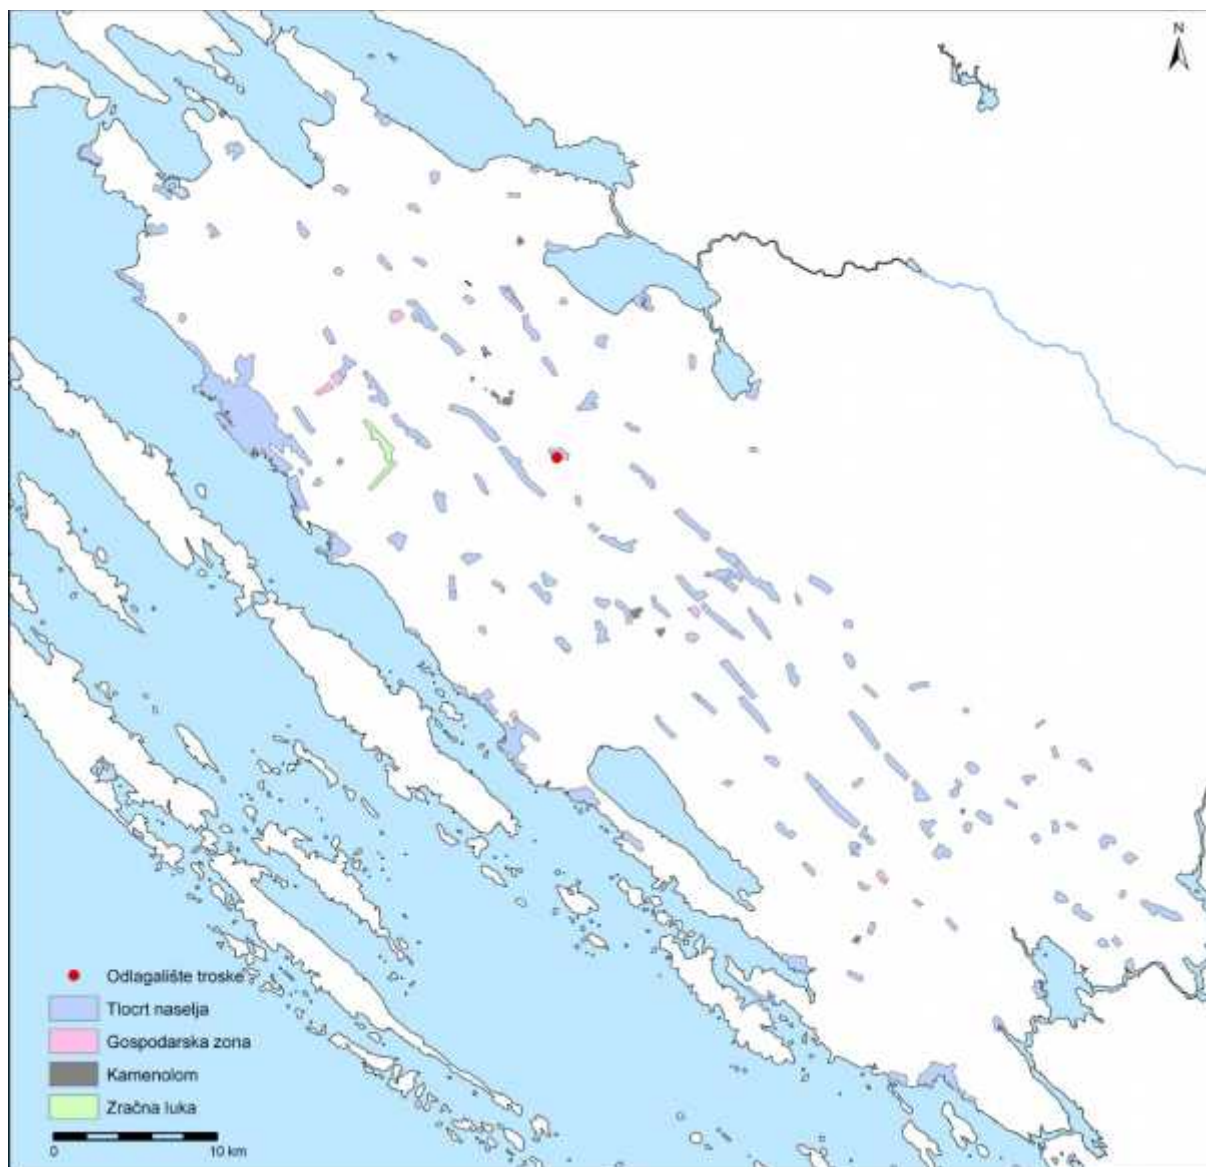 N
Odlagalište troske
Tlocrt naselja
Gospodarska zona
Kamenolom
Zračna luka
0 10 km